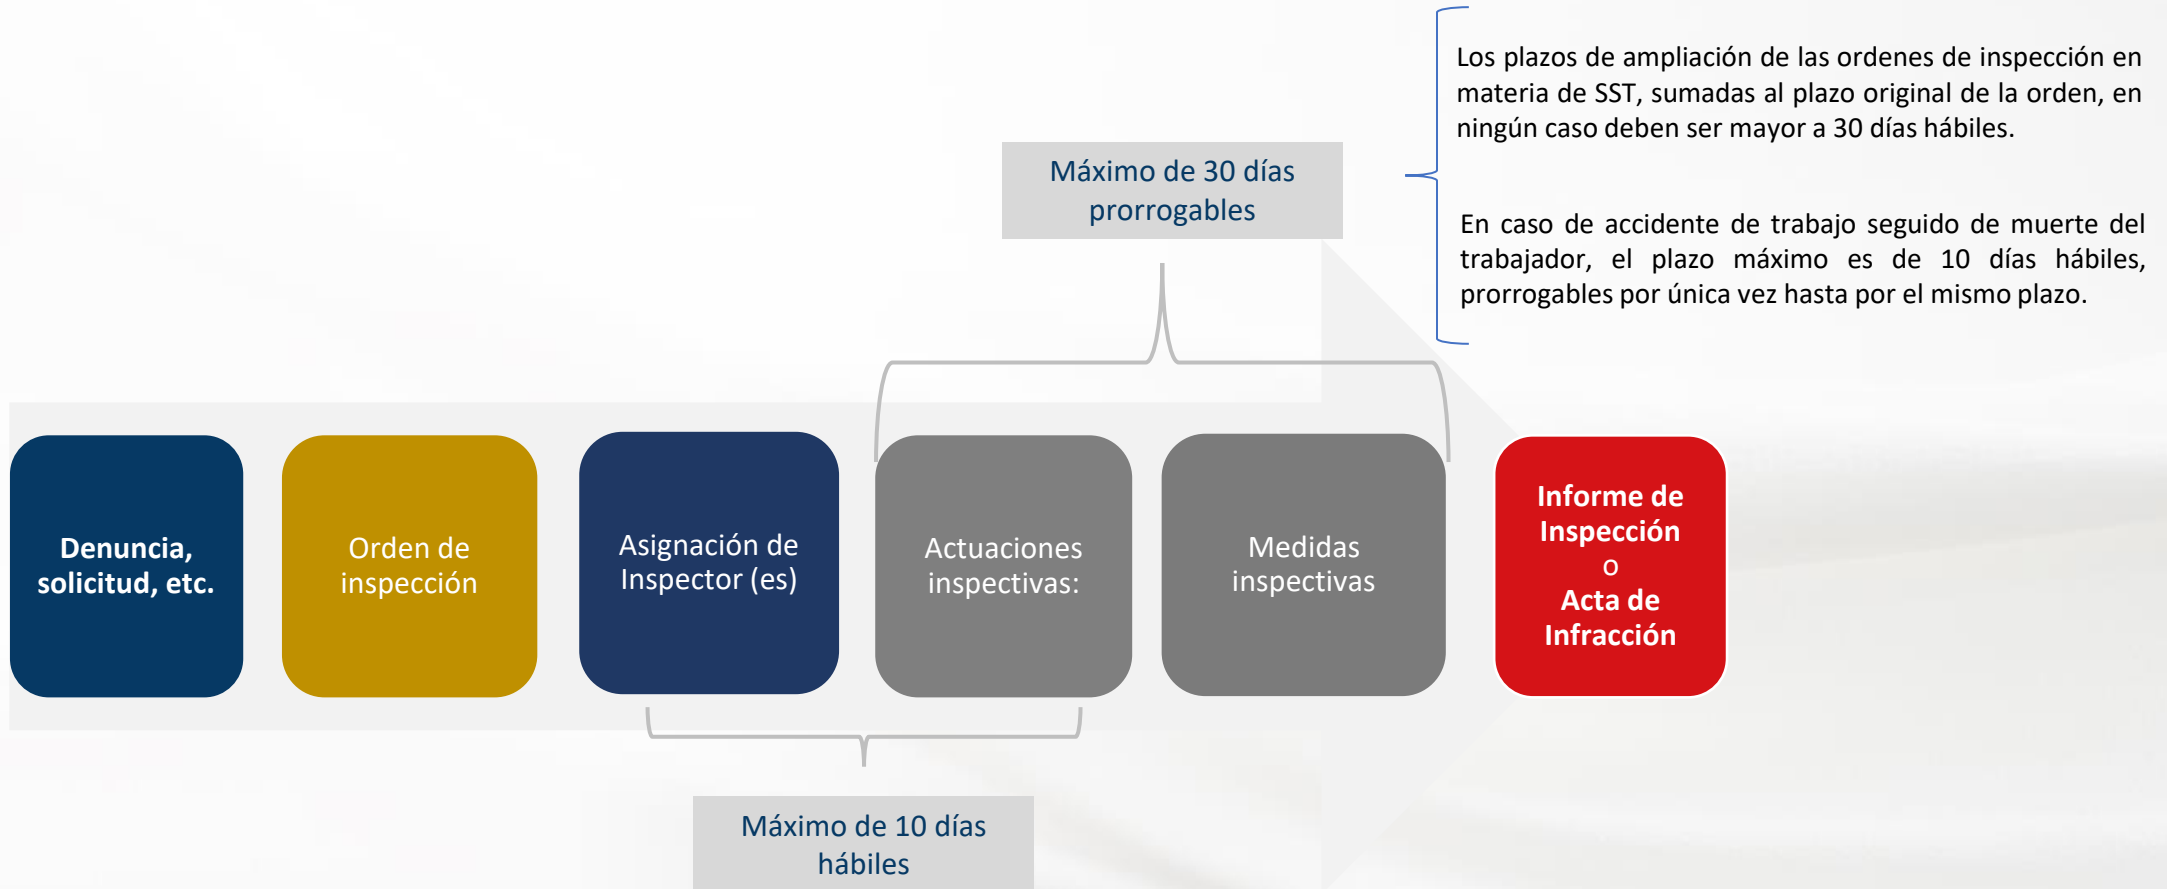 Los plazos de ampliación de las ordenes de inspección en
materia de SST, sumadas al plazo original de la orden, en
ningún caso deben ser mayor a 30 días hábiles.
En caso de accidente de trabajo seguido de muerte del
trabajador, el plazo máximo es de 10 días hábiles,
prorrogables por única vez hasta por el mismo plazo.
Máximo de 30 días
prorrogables
Denuncia,
solicitud, etc.
Orden de
inspección
Asignación de
Inspector (es)
Actuaciones
inspectivas:
Medidas
inspectivas
Informe de
Inspección
o
Acta de
Infracción
Máximo de 10 días
hábiles